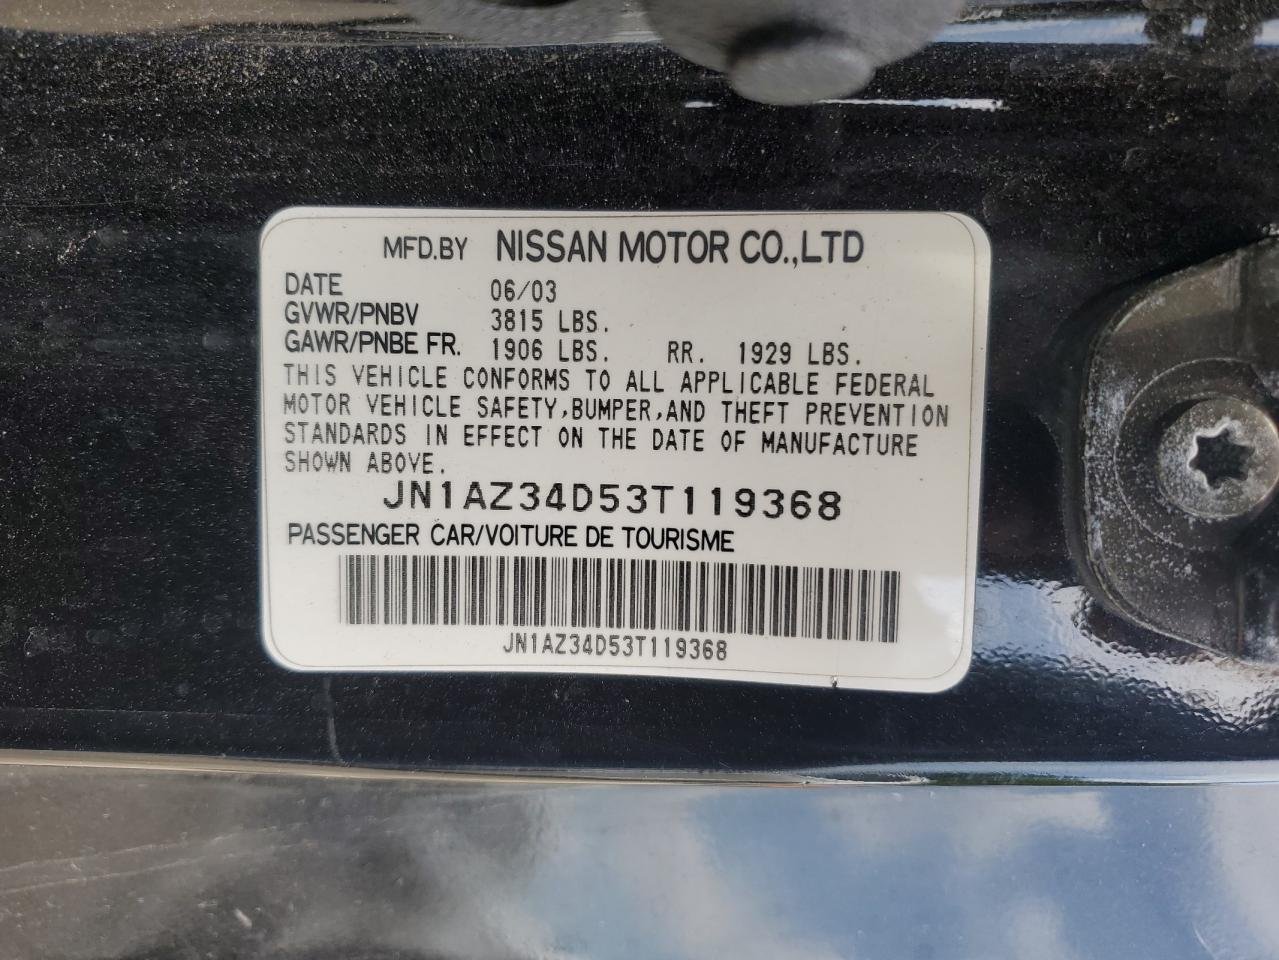 MFD.BY NISSAN MOTOR CO.,LTD
DATE 06/03
GVWR/PNBV 3815 LBS.
GAWR/PNBE FR. 1906 LBS. RR. 1929 LBS.
THIS VEHICLE CONFORMS TO ALL APPLICABLE FEDERAL
MOTOR VEHICLE SAFETY,BUMPER,AND THEFT PREVENTION
STANDARDS IN EFFECT ON THE DATE OF MANUFACTURE
SHOWN ABOVE.
JN1AZ34D53T119368
PASSENGER CAR/VOITURE DE TOURISME
JN1AZ34D53T119368